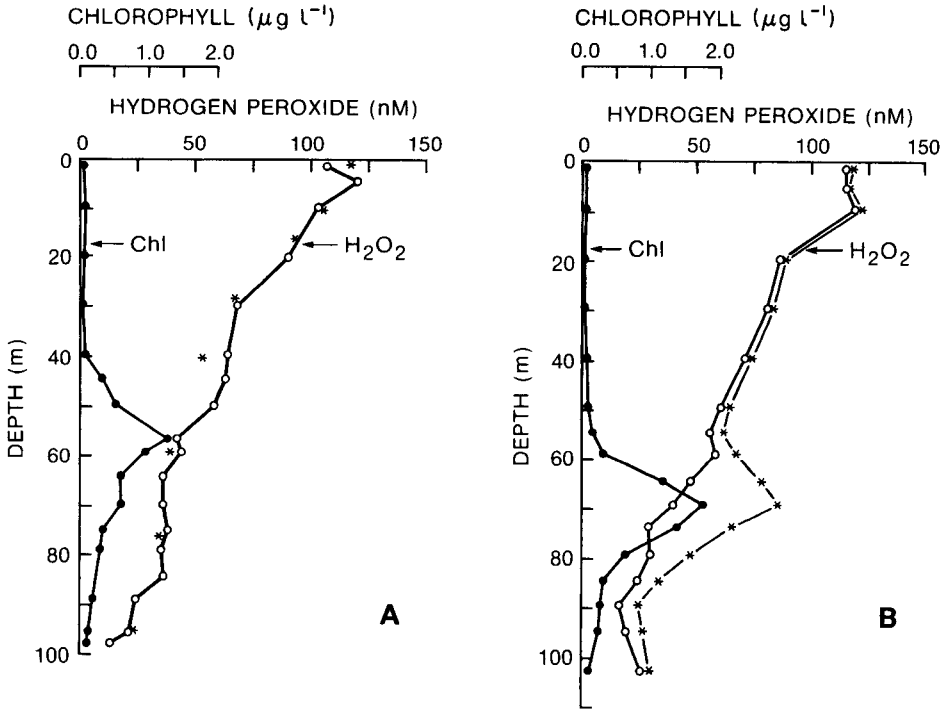 CHLOROPHYLL (μg l⁻¹)
0.0 1.0 2.0
HYDROGEN PEROXIDE (nM)
0 50 100 150
0
20
40
60
80
100
DEPTH (m)
Chl
H₂O₂
A
CHLOROPHYLL (μg l⁻¹)
0.0 1.0 2.0
HYDROGEN PEROXIDE (nM)
0 50 100 150
0
20
40
60
80
100
DEPTH (m)
Chl
H₂O₂
B